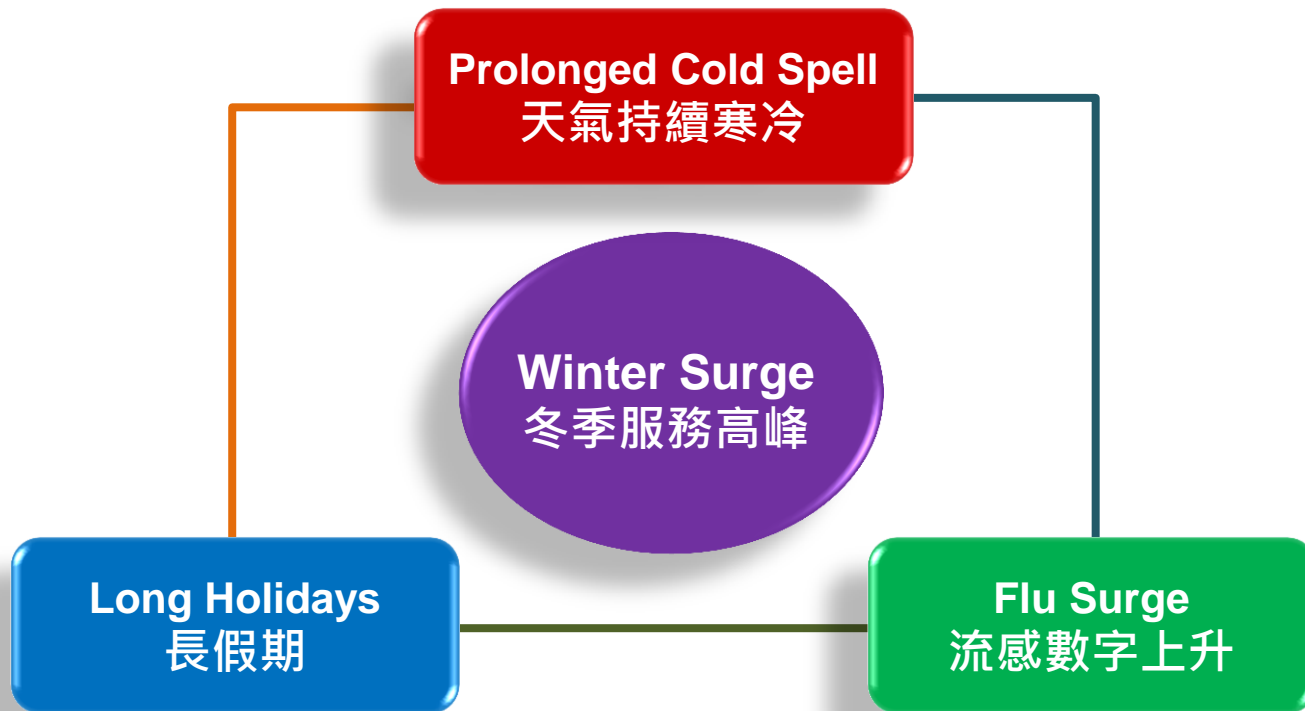 Prolonged Cold Spell
天氣持續寒冷
Winter Surge
冬季服務高峰
Long Holidays
長假期
Flu Surge
流感數字上升